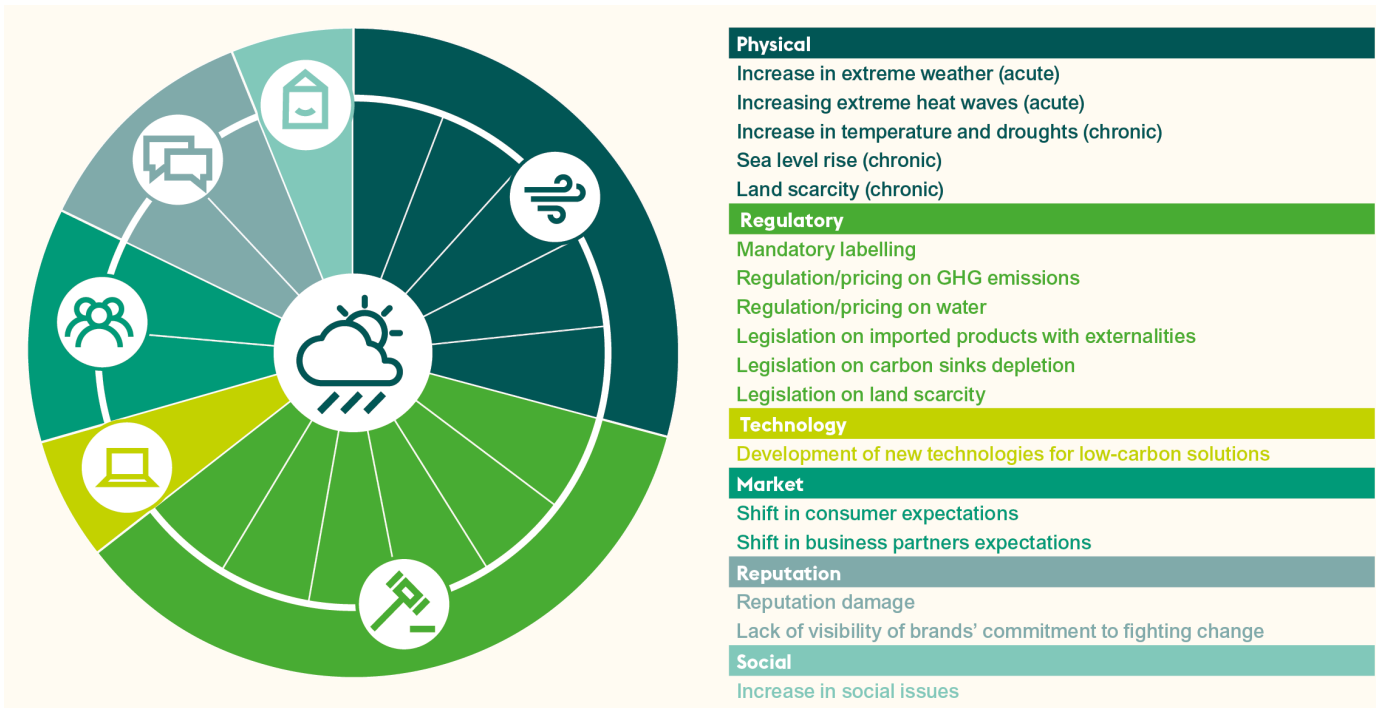 Physical
Increase in extreme weather (acute)
Increasing extreme heat waves (acute)
Increase in temperature and droughts (chronic)
Sea level rise (chronic)
Land scarcity (chronic)
Regulatory
Mandatory labelling
Regulation/pricing on GHG emissions
Regulation/pricing on water
Legislation on imported products with externalities
Legislation on carbon sinks depletion
Legislation on land scarcity
Technology
Development of new technologies for low-carbon solutions
Market
Shift in consumer expectations
Shift in business partners expectations
Reputation
Reputation damage
Lack of visibility of brands’ commitment to fighting change
Social
Increase in social issues